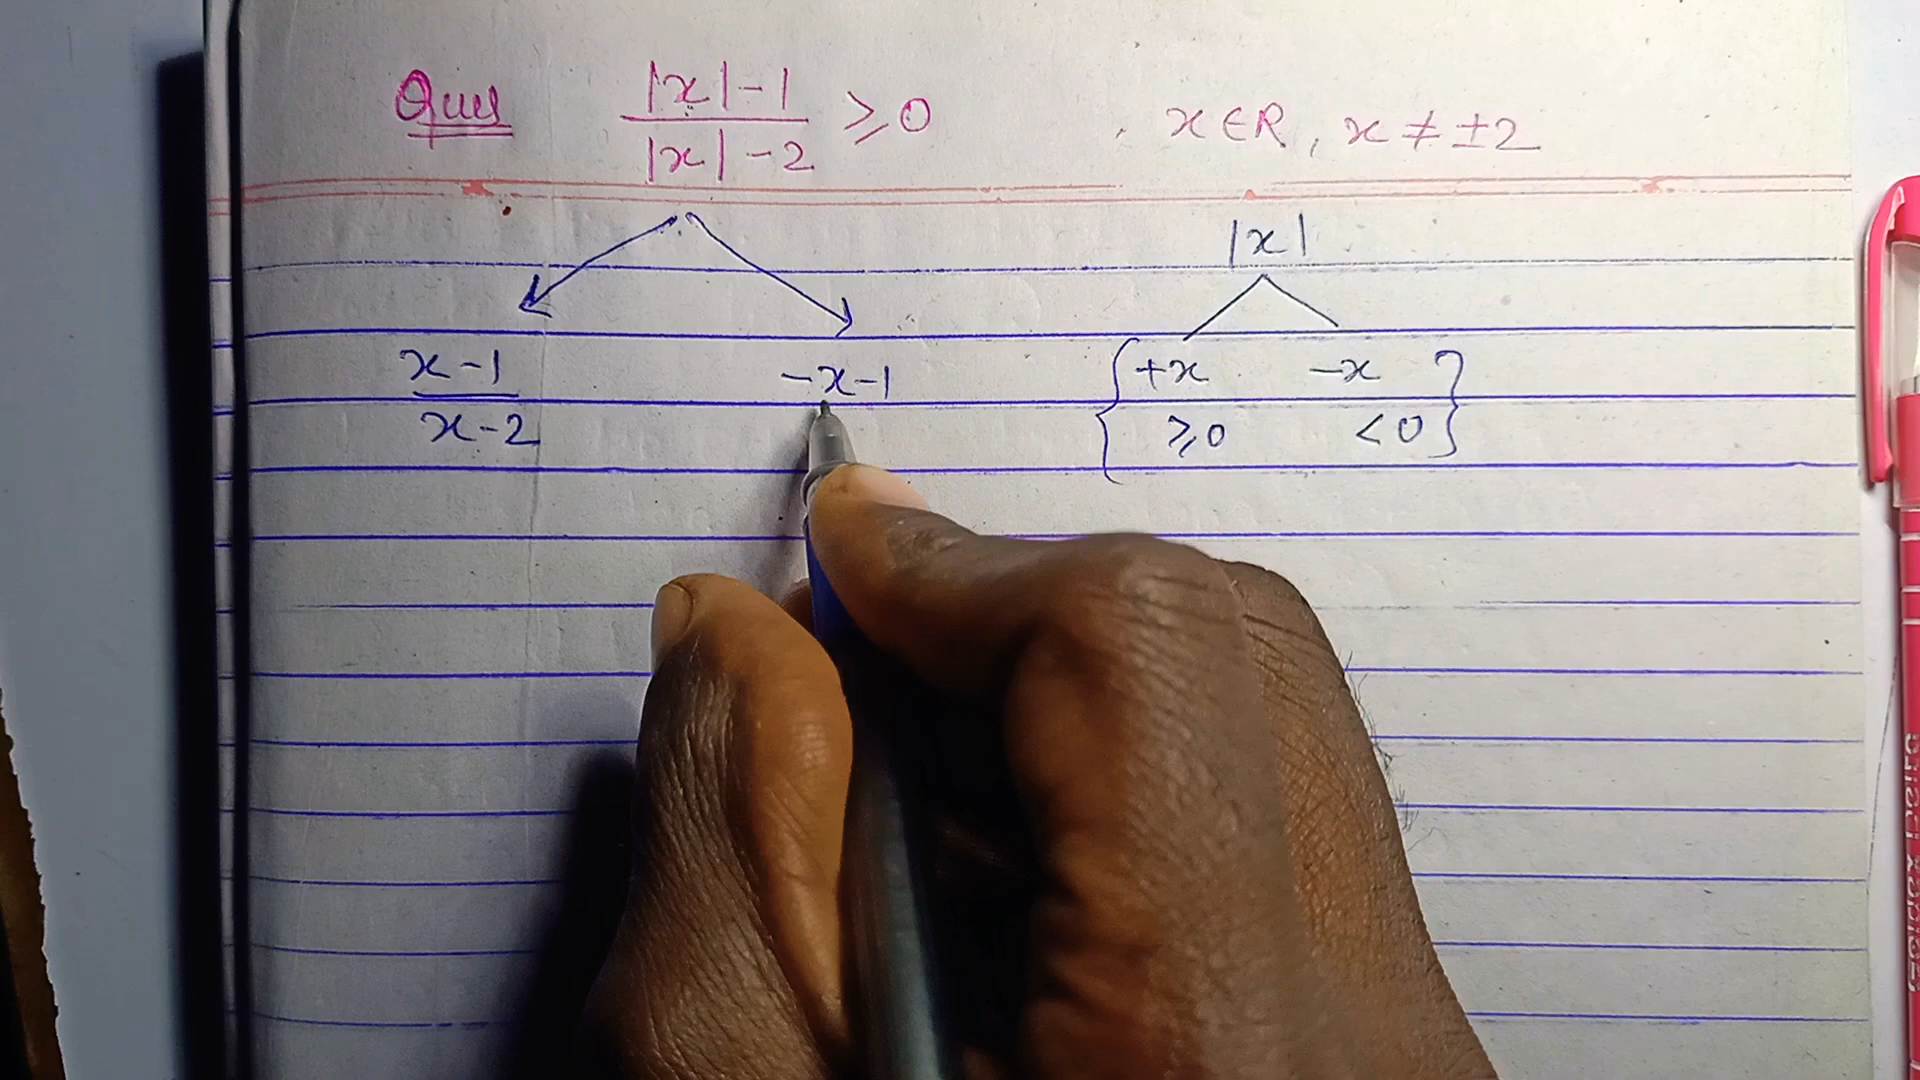 Ques |x|-1 / |x|-2 ≥ 0 , x ∈ R, x ≠ ±2
|x|
x-1 / x-2 -x-1 { +x -x }
≥0 <0